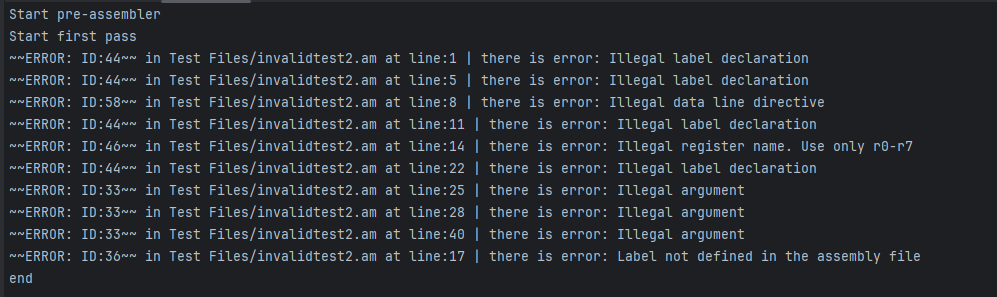 Start pre-assembler
Start first pass
~~ERROR: ID:44~~ in Test Files/invalidtest2.am at line:1 | there is error: Illegal label declaration
~~ERROR: ID:44~~ in Test Files/invalidtest2.am at line:5 | there is error: Illegal label declaration
~~ERROR: ID:58~~ in Test Files/invalidtest2.am at line:8 | there is error: Illegal data line directive
~~ERROR: ID:44~~ in Test Files/invalidtest2.am at line:11 | there is error: Illegal label declaration
~~ERROR: ID:46~~ in Test Files/invalidtest2.am at line:14 | there is error: Illegal register name. Use only r0-r7
~~ERROR: ID:44~~ in Test Files/invalidtest2.am at line:22 | there is error: Illegal label declaration
~~ERROR: ID:33~~ in Test Files/invalidtest2.am at line:25 | there is error: Illegal argument
~~ERROR: ID:33~~ in Test Files/invalidtest2.am at line:28 | there is error: Illegal argument
~~ERROR: ID:33~~ in Test Files/invalidtest2.am at line:40 | there is error: Illegal argument
~~ERROR: ID:36~~ in Test Files/invalidtest2.am at line:17 | there is error: Label not defined in the assembly file
end